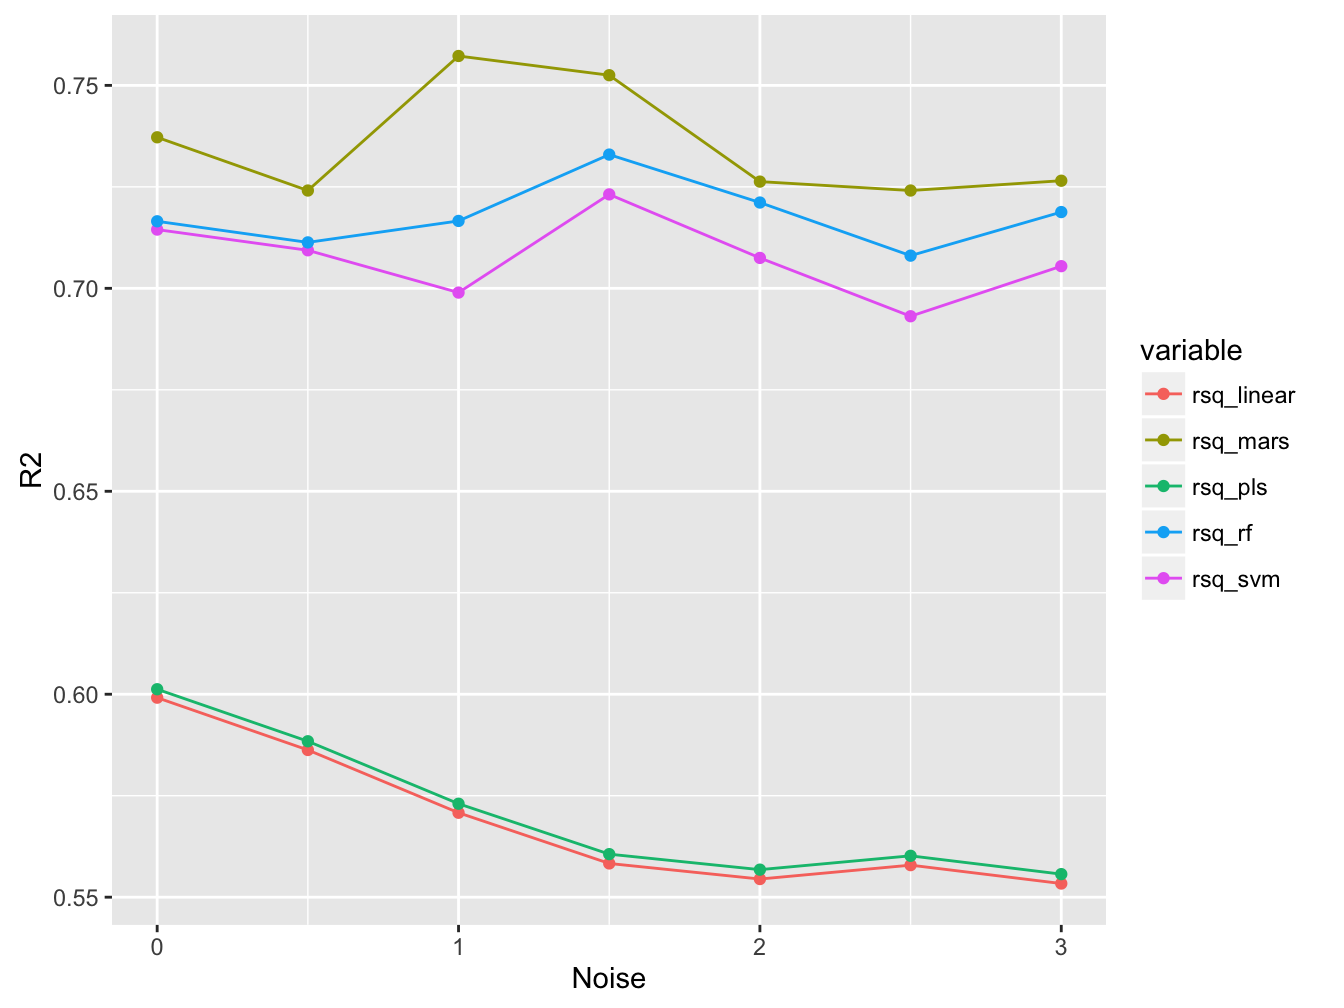 0.75
0.70
0.65
0.60
0.55
R2
0
1
2
3
Noise
variable
rsq_linear
rsq_mars
rsq_pls
rsq_rf
rsq_svm